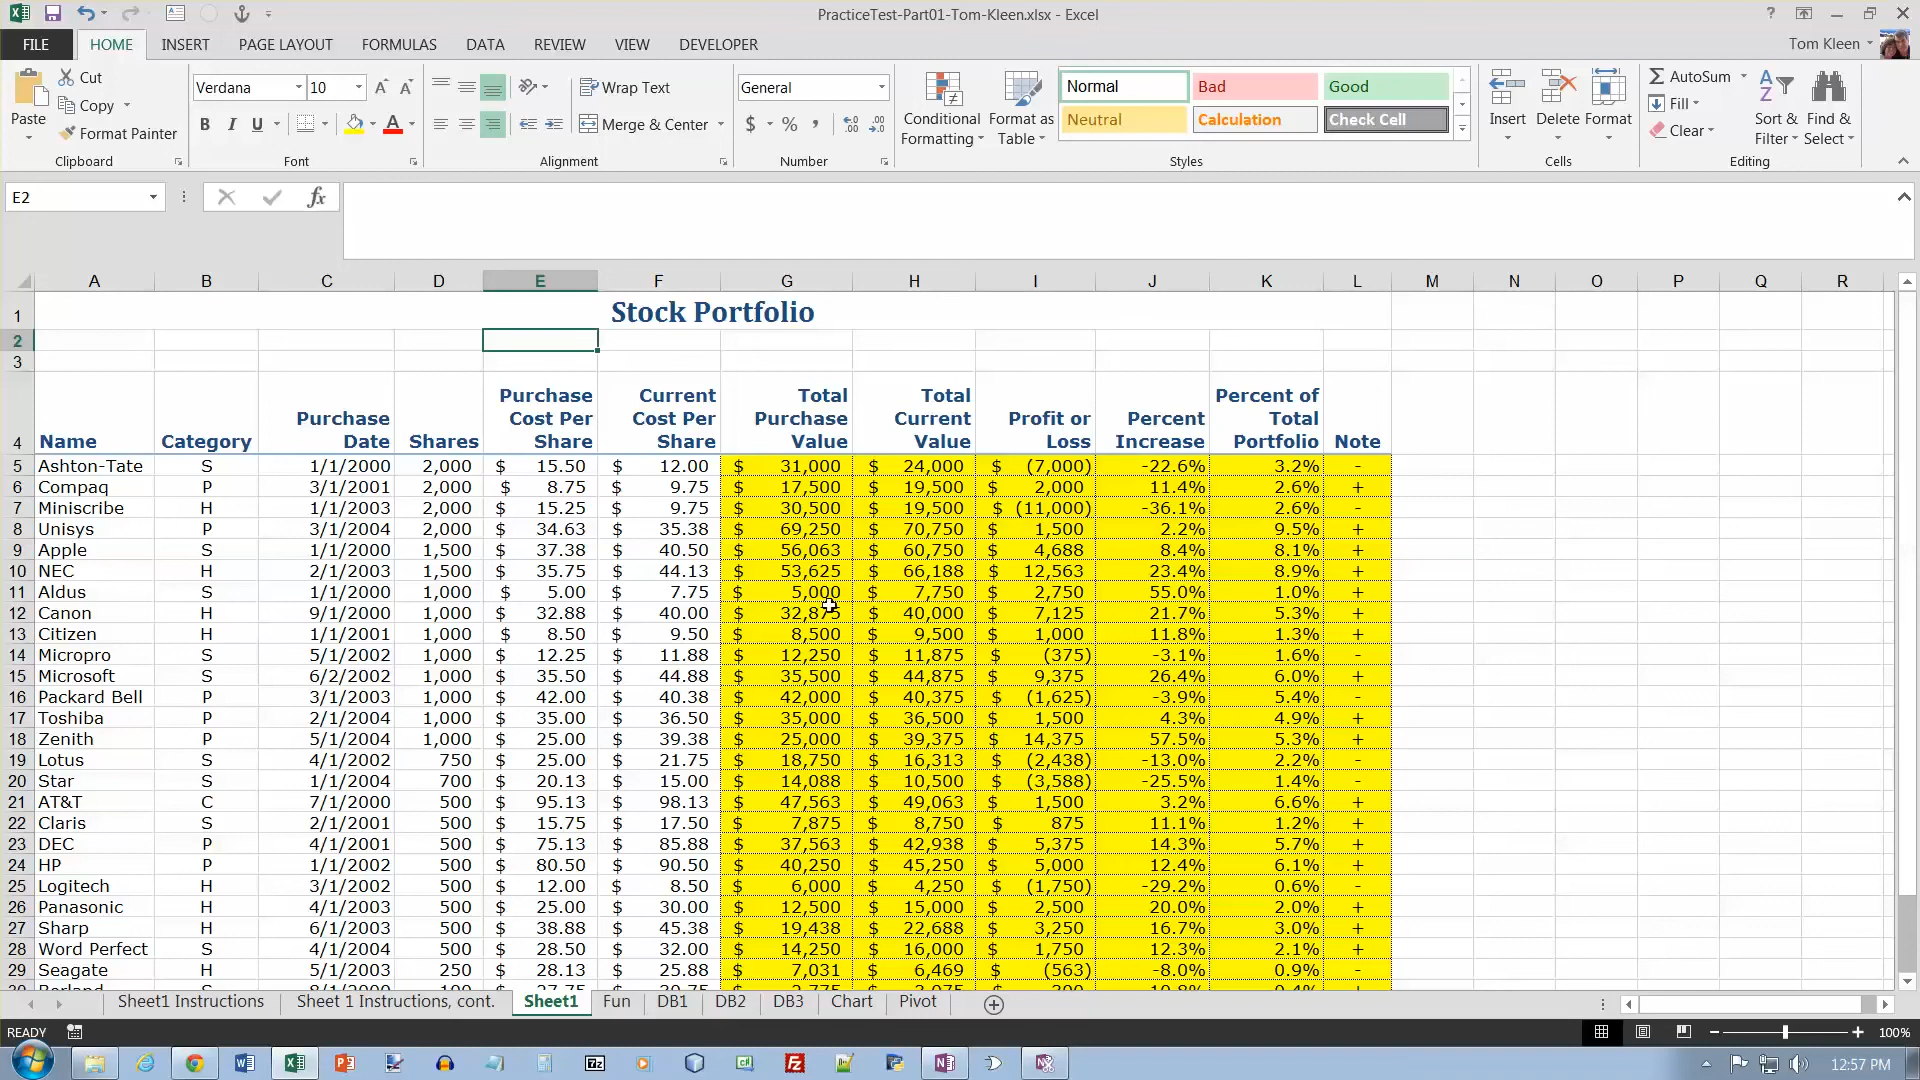 PracticeTest-Part01-Tom-Kleen.xlsx - Excel
FILE HOME INSERT PAGE LAYOUT FORMULAS DATA REVIEW VIEW DEVELOPER Tom Kleen
Paste Cut Copy Format Painter Clipboard
Verdana 10 B I U A A A Font
Wrap Text Merge & Center Alignment
General $ % , Number
Conditional Formatting Format as Table
Normal Bad Good
Neutral Calculation Check Cell
Styles
Insert Delete Format Cells
AutoSum Fill Clear Sort & Filter Find & Select Editing
E2 fx
A B C D E F G H I J K L M N O P Q R
1 Stock Portfolio
2
3
4 Name Category Purchase Date Shares Purchase Cost Per Share Current Cost Per Share Total Purchase Value Total Current Value Profit or Loss Percent Increase Percent of Total Portfolio Note
5 Ashton-Tate S 1/1/2000 2,000 $ 15.50 $ 12.00 $ 31,000 $ 24,000 $ (7,000) -22.6% 3.2% -
6 Compaq P 3/1/2001 2,000 $ 8.75 $ 9.75 $ 17,500 $ 19,500 $ 2,000 11.4% 2.6% +
7 Miniscribe H 1/1/2003 2,000 $ 15.25 $ 9.75 $ 30,500 $ 19,500 $ (11,000) -36.1% 2.6% -
8 Unisys P 3/1/2004 2,000 $ 34.63 $ 35.38 $ 69,250 $ 70,750 $ 1,500 2.2% 9.5% +
9 Apple S 1/1/2000 1,500 $ 37.38 $ 40.50 $ 56,063 $ 60,750 $ 4,688 8.4% 8.1% +
10 NEC H 2/1/2003 1,500 $ 35.75 $ 44.13 $ 53,625 $ 66,188 $ 12,563 23.4% 8.9% +
11 Aldus S 1/1/2000 1,000 $ 5.00 $ 7.75 $ 5,000 $ 7,750 $ 2,750 55.0% 1.0% +
12 Canon H 9/1/2000 1,000 $ 32.88 $ 40.00 $ 32,875 $ 40,000 $ 7,125 21.7% 5.3% +
13 Citizen H 1/1/2001 1,000 $ 8.50 $ 9.50 $ 8,500 $ 9,500 $ 1,000 11.8% 1.3% +
14 Micropro S 5/1/2002 1,000 $ 12.25 $ 11.88 $ 12,250 $ 11,875 $ (375) -3.1% 1.6% -
15 Microsoft S 6/2/2002 1,000 $ 35.50 $ 44.88 $ 35,500 $ 44,875 $ 9,375 26.4% 6.0% +
16 Packard Bell P 3/1/2003 1,000 $ 42.00 $ 40.38 $ 42,000 $ 40,375 $ (1,625) -3.9% 5.4% -
17 Toshiba P 2/1/2004 1,000 $ 35.00 $ 36.50 $ 35,000 $ 36,500 $ 1,500 4.3% 4.9% +
18 Zenith P 5/1/2004 1,000 $ 25.00 $ 39.38 $ 25,000 $ 39,375 $ 14,375 57.5% 5.3% +
19 Lotus S 4/1/2002 750 $ 25.00 $ 21.75 $ 18,750 $ 16,313 $ (2,438) -13.0% 2.2% -
20 Star S 1/1/2004 700 $ 20.13 $ 15.00 $ 14,088 $ 10,500 $ (3,588) -25.5% 1.4% -
21 AT&T C 7/1/2000 500 $ 95.13 $ 98.13 $ 47,563 $ 49,063 $ 1,500 3.2% 6.6% +
22 Claris S 2/1/2001 500 $ 15.75 $ 17.50 $ 7,875 $ 8,750 $ 875 11.1% 1.2% +
23 DEC P 4/1/2001 500 $ 75.13 $ 85.88 $ 37,563 $ 42,938 $ 5,375 14.3% 5.7% +
24 HP P 1/1/2002 500 $ 80.50 $ 90.50 $ 40,250 $ 45,250 $ 5,000 12.4% 6.1% +
25 Logitech H 3/1/2002 500 $ 12.00 $ 8.50 $ 6,000 $ 4,250 $ (1,750) -29.2% 0.6% -
26 Panasonic H 4/1/2003 500 $ 25.00 $ 30.00 $ 12,500 $ 15,000 $ 2,500 20.0% 2.0% +
27 Sharp H 6/1/2003 500 $ 38.88 $ 45.38 $ 19,438 $ 22,688 $ 3,250 16.7% 3.0% +
28 Word Perfect S 4/1/2004 500 $ 28.50 $ 32.00 $ 14,250 $ 16,000 $ 1,750 12.3% 2.1% +
29 Seagate H 5/1/2003 250 $ 28.13 $ 25.88 $ 7,031 $ 6,469 $ (563) -8.0% 0.9% -
Sheet1 Instructions Sheet 1 Instructions, cont. Sheet1 Fun DB1 DB2 DB3 Chart Pivot
READY 100%
12:57 PM